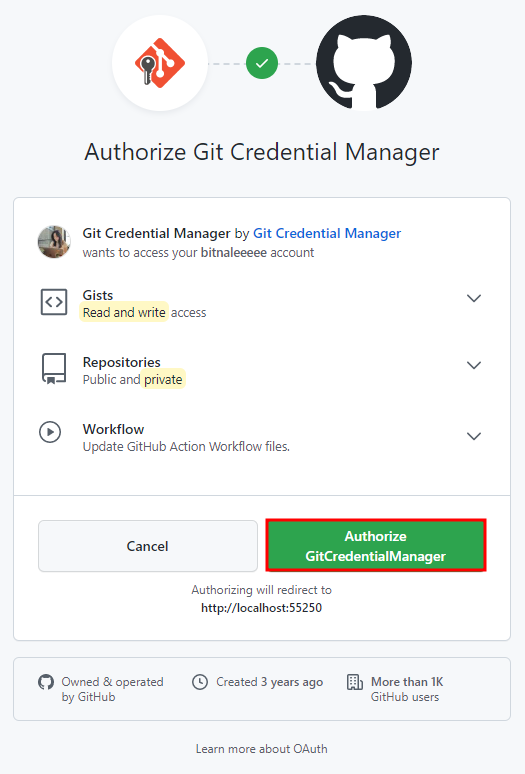 Authorize Git Credential Manager
Git Credential Manager by Git Credential Manager
wants to access your bitnaleeeee account
Gists
Read and write access
Repositories
Public and private
Workflow
Update GitHub Action Workflow files.
Cancel
Authorize
GitCredentialManager
Authorizing will redirect to
http://localhost:55250
Owned & operated
by GitHub
Created 3 years ago
More than 1K
GitHub users
Learn more about OAuth